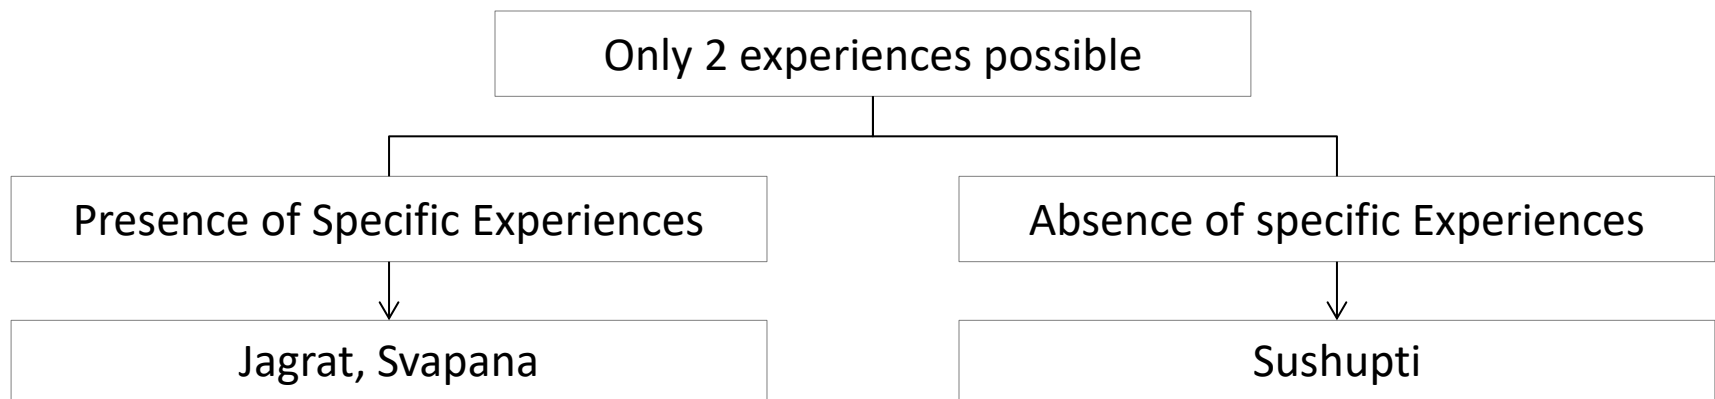 Only 2 experiences possible
Presence of Specific Experiences
Absence of specific Experiences
Jagrat, Svapana
Sushupti